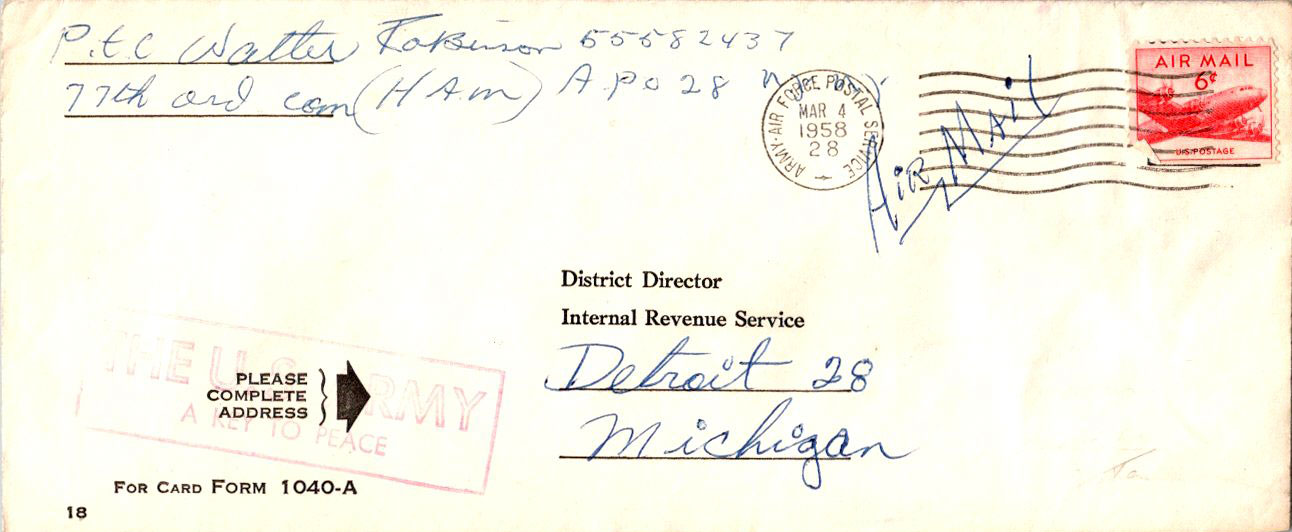 P.f.c Walter Robinson 55582437
77th ord com (HAM) APO 28 N.Y.
ARMY-AIR FORCE POSTAL SERVICE
MAR 4
1958
28
AIR MAIL
AIR MAIL
6¢
U.S. POSTAGE
District Director
Internal Revenue Service
Detroit 28
Michigan
THE U.S. ARMY
A KEY TO PEACE
PLEASE
COMPLETE
ADDRESS
FOR CARD FORM 1040-A
18